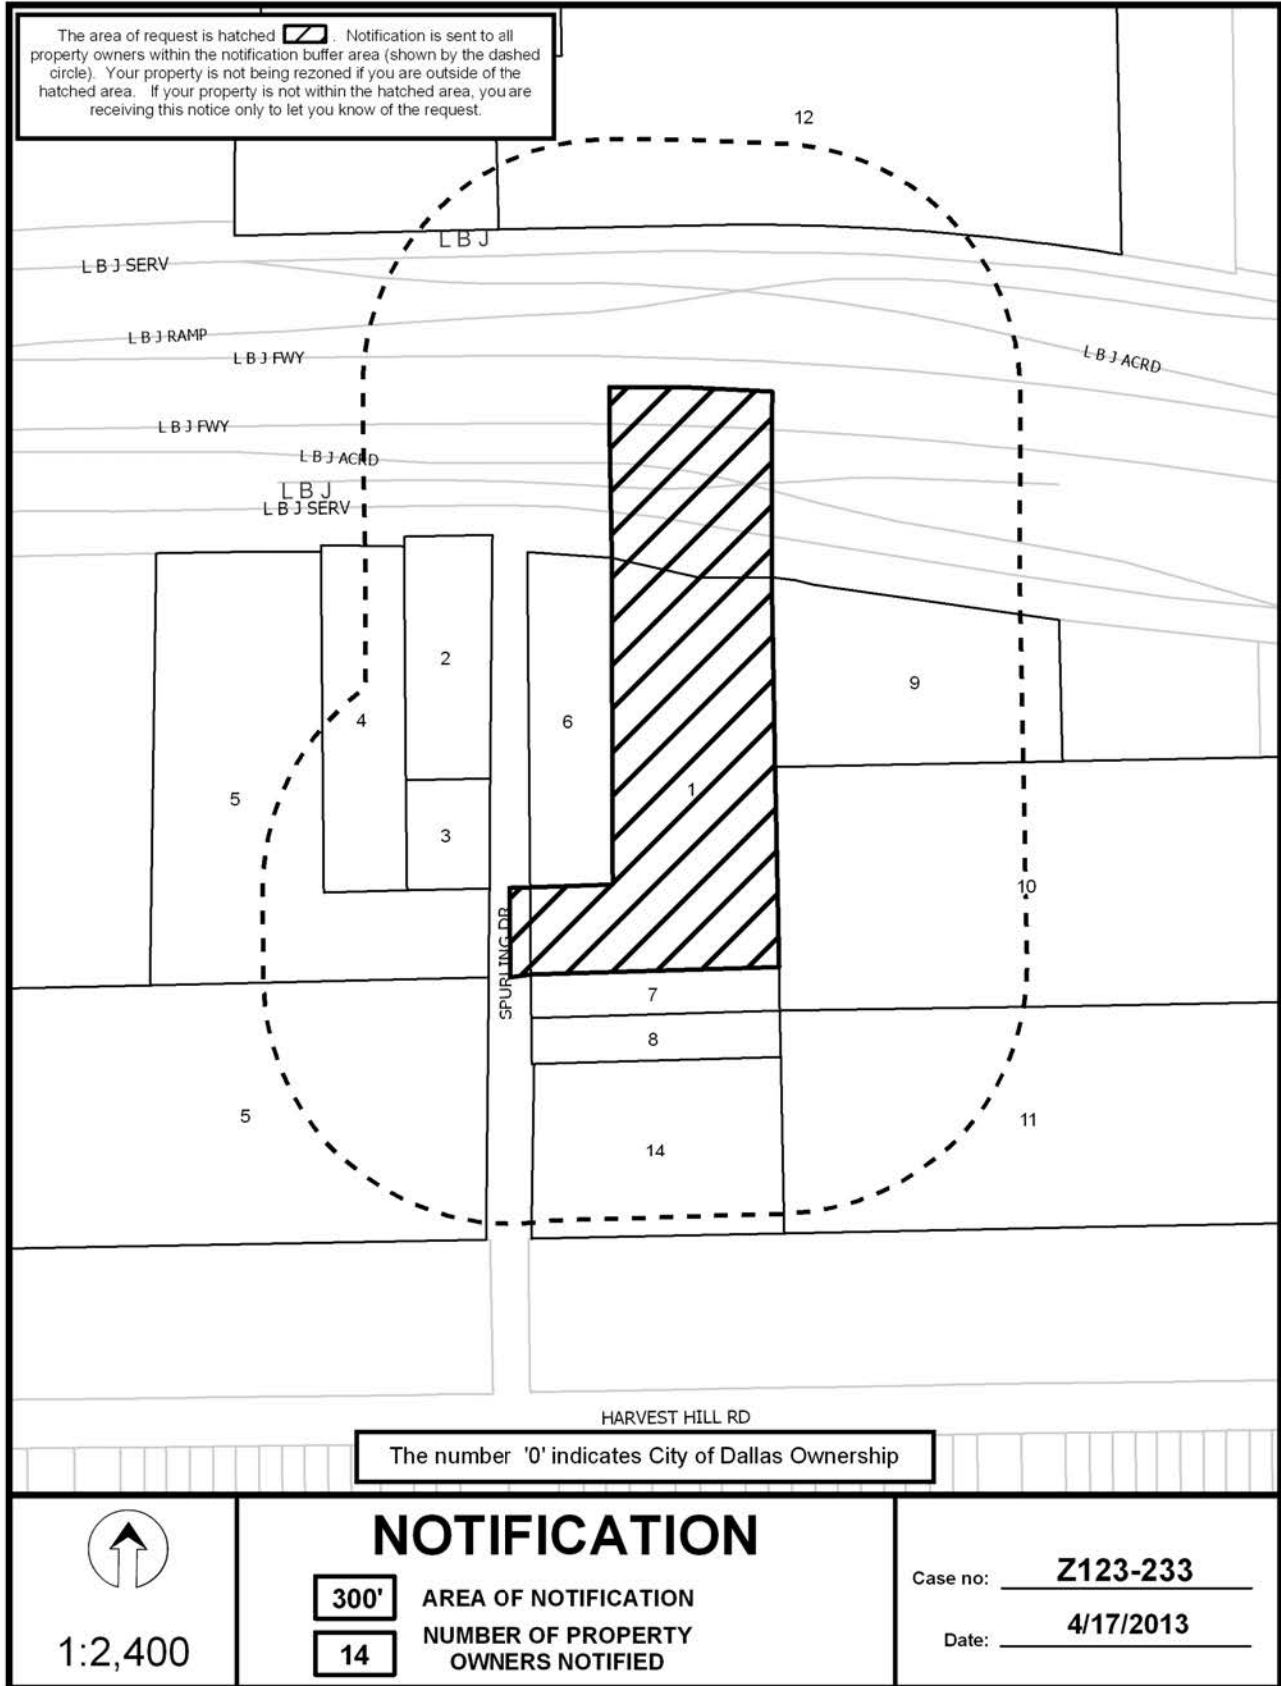 The area of request is hatched . Notification is sent to all
property owners within the notification buffer area (shown by the dashed
circle). Your property is not being rezoned if you are outside of the
hatched area. If your property is not within the hatched area, you are
receiving this notice only to let you know of the request.
12
L B J
L B J SERV
L B J RAMP
L B J FWY
L B J ACRD
L B J FWY
L B J ACRD
L B J
L B J SERV
2
9
4
6
1
5
3
10
SPURLING DR
7
8
5
11
14
HARVEST HILL RD
The number '0' indicates City of Dallas Ownership
1:2,400
NOTIFICATION
300' AREA OF NOTIFICATION
14 NUMBER OF PROPERTY
OWNERS NOTIFIED
Case no: Z123-233
Date: 4/17/2013